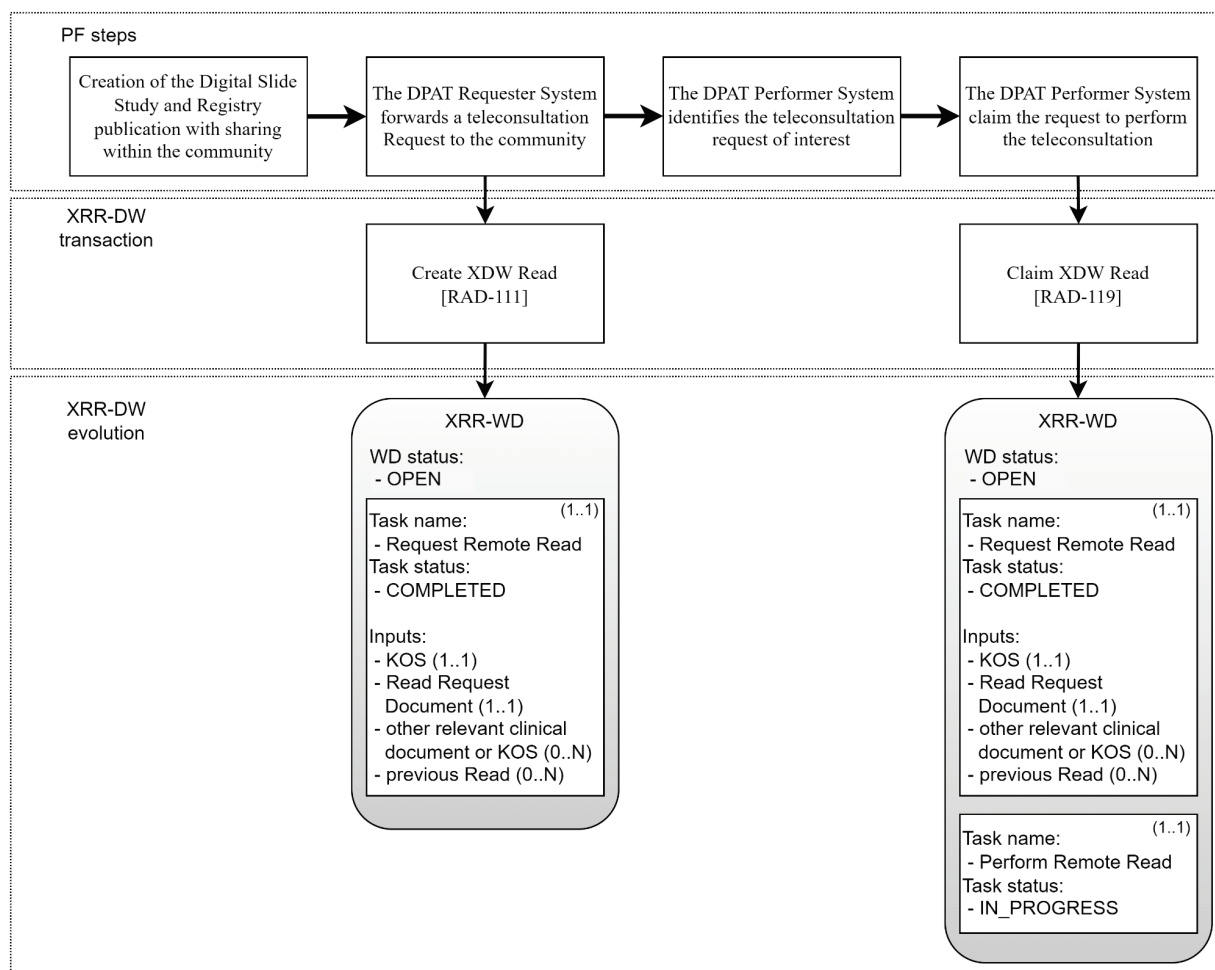 PF steps
Creation of the Digital Slide
Study and Registry
publication with sharing
within the community
The DPAT Requester System
forwards a teleconsultation
Request to the community
The DPAT Performer System
identifies the teleconsultation
request of interest
The DPAT Performer System
claim the request to perform
the teleconsultation
XRR-DW
transaction
Create XDW Read
[RAD-111]
Claim XDW Read
[RAD-119]
XRR-DW
evolution
XRR-WD
WD status:
- OPEN
(1..1)
Task name:
- Request Remote Read
Task status:
- COMPLETED
Inputs:
- KOS (1..1)
- Read Request
Document (1..1)
- other relevant clinical
document or KOS (0..N)
- previous Read (0..N)
XRR-WD
WD status:
- OPEN
(1..1)
Task name:
- Request Remote Read
Task status:
- COMPLETED
Inputs:
- KOS (1..1)
- Read Request
Document (1..1)
- other relevant clinical
document or KOS (0..N)
- previous Read (0..N)
(1..1)
Task name:
- Perform Remote Read
Task status:
- IN_PROGRESS